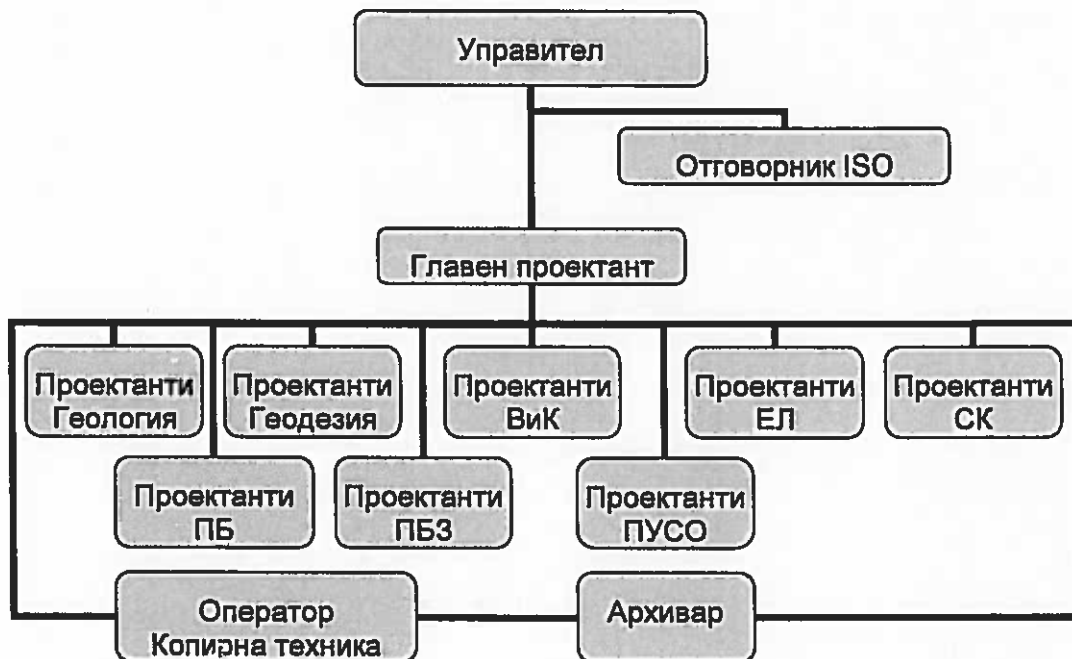 Управител
Отговорник ISO
Главен проектант
Проектанти
Геология
Проектанти
Геодезия
Проектанти
ВиК
Проектанти
ЕЛ
Проектанти
СК
Проектанти
ПБ
Проектанти
ПБЗ
Проектанти
ПУСО
Оператор
Копирна техника
Архивар